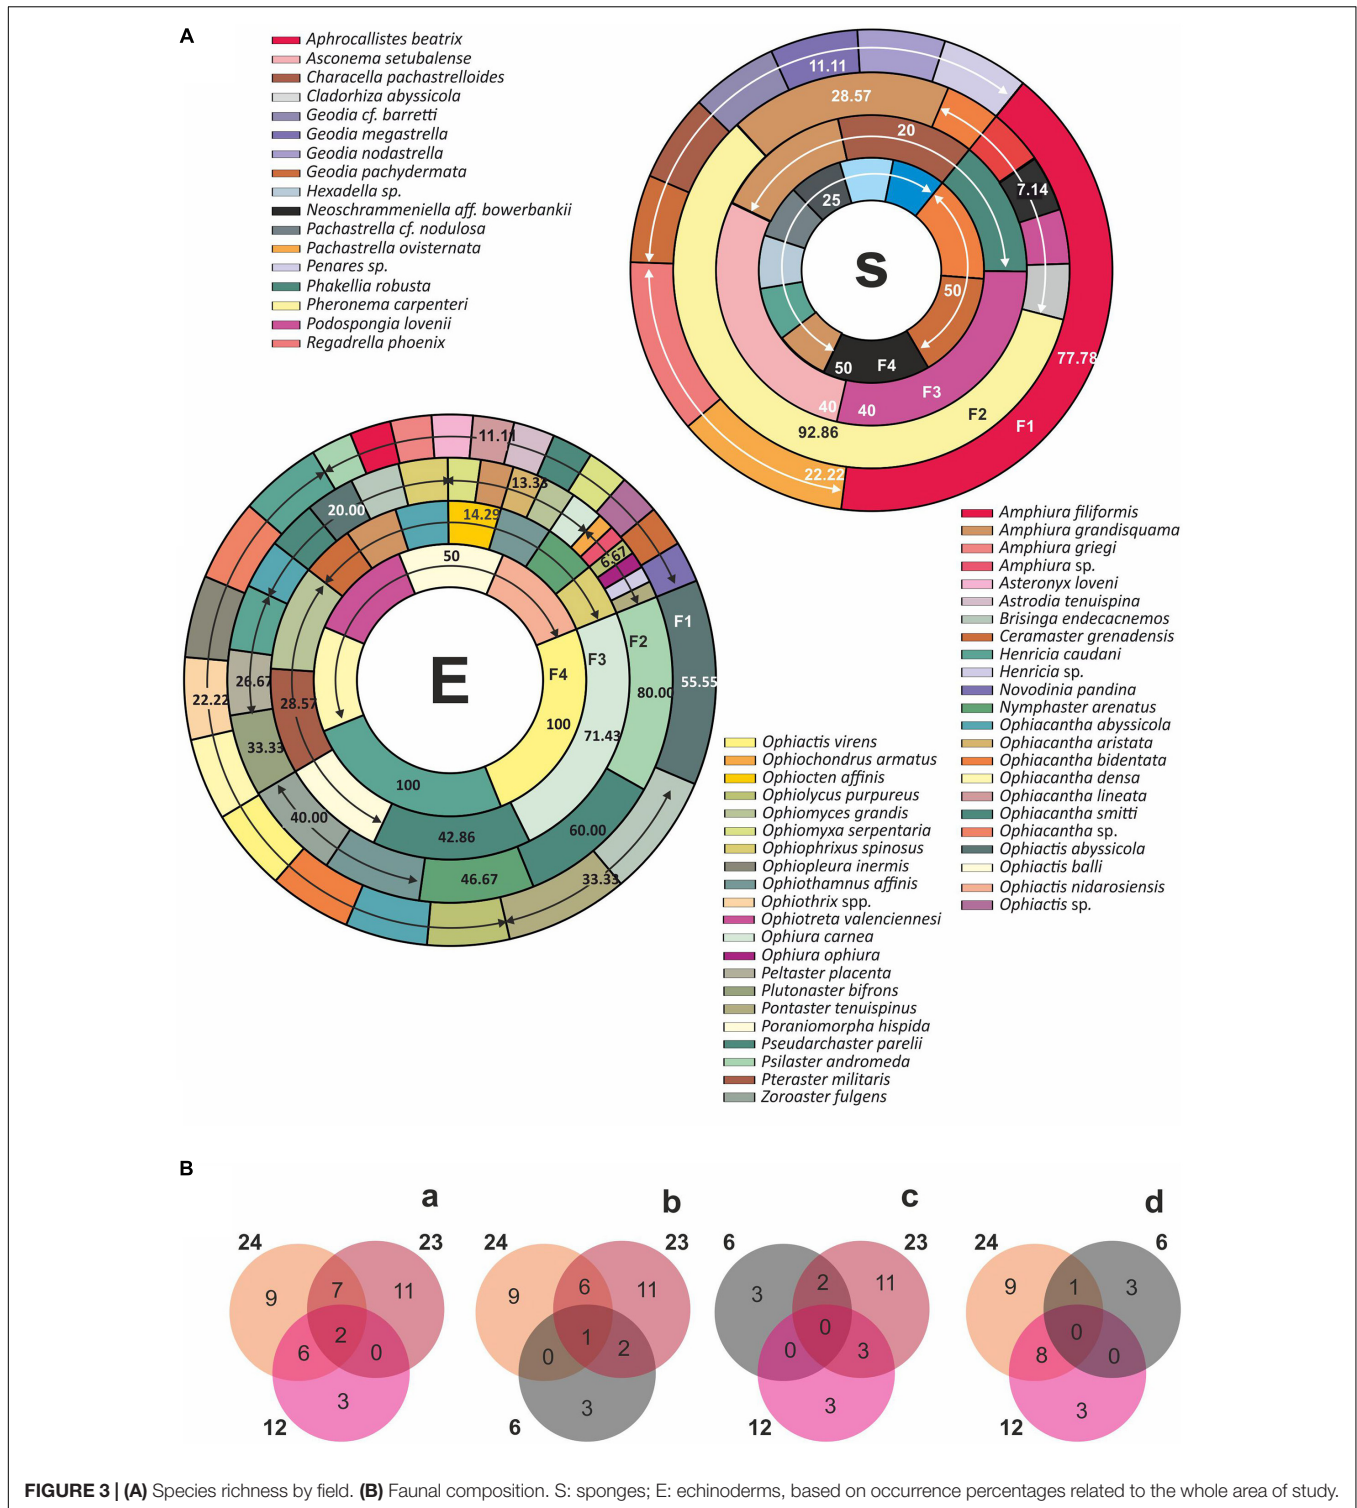 A
Aphrocallistes beatrix
Asconema setubalense
Characella pachastrelloides
Cladorhiza abyssicola
Geodia cf. barretti
Geodia megastrella
Geodia nodastrella
Geodia pachydermata
Hexadella sp.
Neoschrammeniella aff. bowerbankii
Pachastrella cf. nodulosa
Pachastrella ovisternata
Penares sp.
Phakellia robusta
Pheronema carpenteri
Podospongia lovenii
Regadrella phoenix
11.11
28.57
20
7.14
25
S
50
50
F4
F3
40
40
F2
92.86
F1
77.78
22.22
11.11
13.33
20.00
14.29
6.67
50
F1
F2
F3
E
F4
26.67
55.55
80.00
22.22
28.57
100
71.43
33.33
100
40.00
42.86
60.00
46.67
33.33
Amphiura filiformis
Amphiura grandisquama
Amphiura griegi
Amphiura sp.
Asteronyx loveni
Astrodia tenuispina
Brisinga endecacnemos
Ceramaster grenadensis
Henricia caudani
Henricia sp.
Novodinia pandina
Nymphaster arenatus
Ophiacantha abyssicola
Ophiacantha aristata
Ophiacantha bidentata
Ophiacantha densa
Ophiacantha lineata
Ophiacantha smitti
Ophiacantha sp.
Ophiactis abyssicola
Ophiactis balli
Ophiactis nidarosiensis
Ophiactis sp.
Ophiactis virens
Ophiochondrus armatus
Ophiocten affinis
Ophiolycus purpureus
Ophiomyces grandis
Ophiomyxa serpentaria
Ophiophrixus spinosus
Ophiopleura inermis
Ophiothamnus affinis
Ophiothrix spp.
Ophiotreta valenciennesi
Ophiura carnea
Ophiura ophiura
Peltaster placenta
Plutonaster bifrons
Pontaster tenuispinus
Poraniomorpha hispida
Pseudarchaster parelii
Psilaster andromeda
Pteraster militaris
Zoroaster fulgens
B
a
24
23
9
7
11
2
6
0
3
12
b
24
23
9
6
11
1
0
2
3
6
c
6
23
3
2
11
0
0
3
3
12
d
24
6
9
1
3
0
8
0
3
12
FIGURE 3 | (A) Species richness by field. (B) Faunal composition. S: sponges; E: echinoderms, based on occurrence percentages related to the whole area of study.